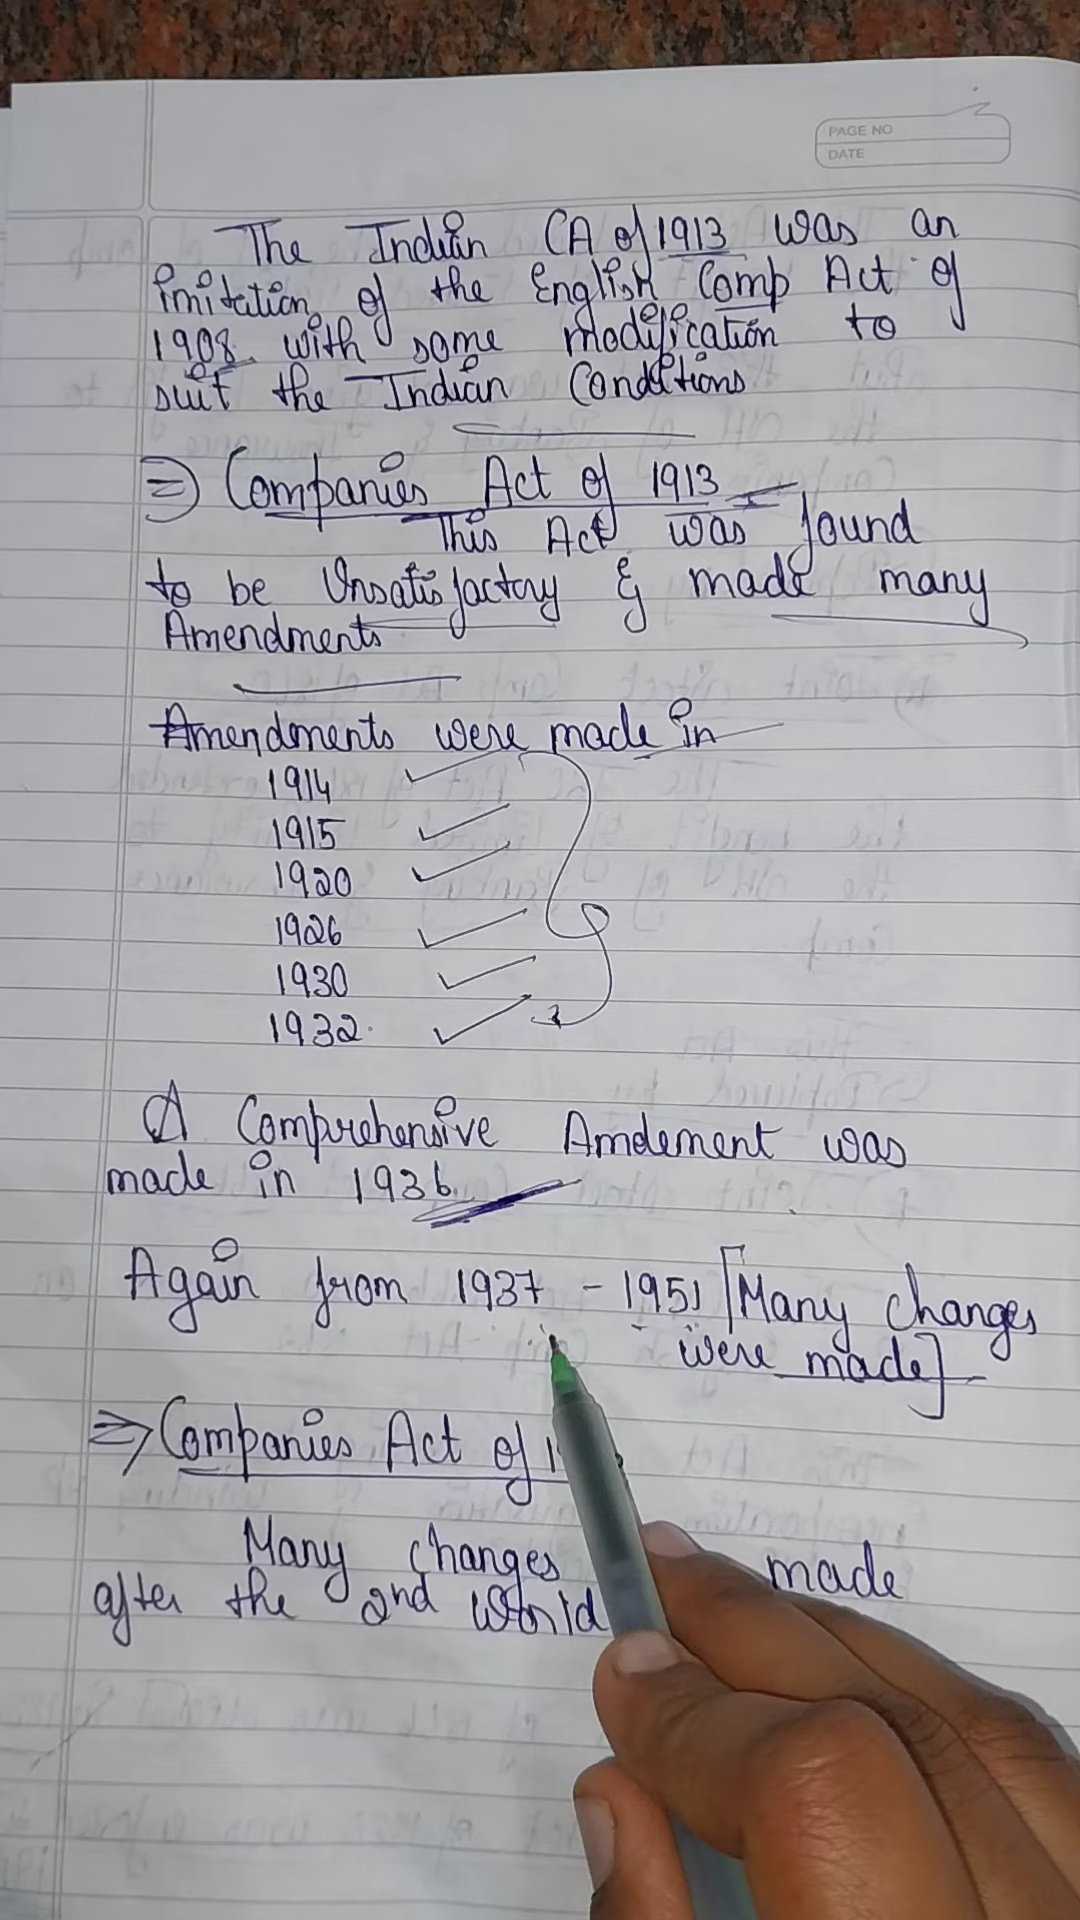 PAGE NO
DATE
The Indian CA of 1913 was an
imitation of the English Comp Act of
1908. with some modification to
suit the Indian Conditions
⇒ Companies Act of 1913
This Act was found
to be Unsatisfactory & made many
Amendments
Amendments were made in
1914
1915
1920
1926
1930
1932.
A Comprehensive Amdement was
made in 1936
Again from 1937 - 1951 [Many changes
were made]
⇒ Companies Act of
Many changes made
after the 2nd World